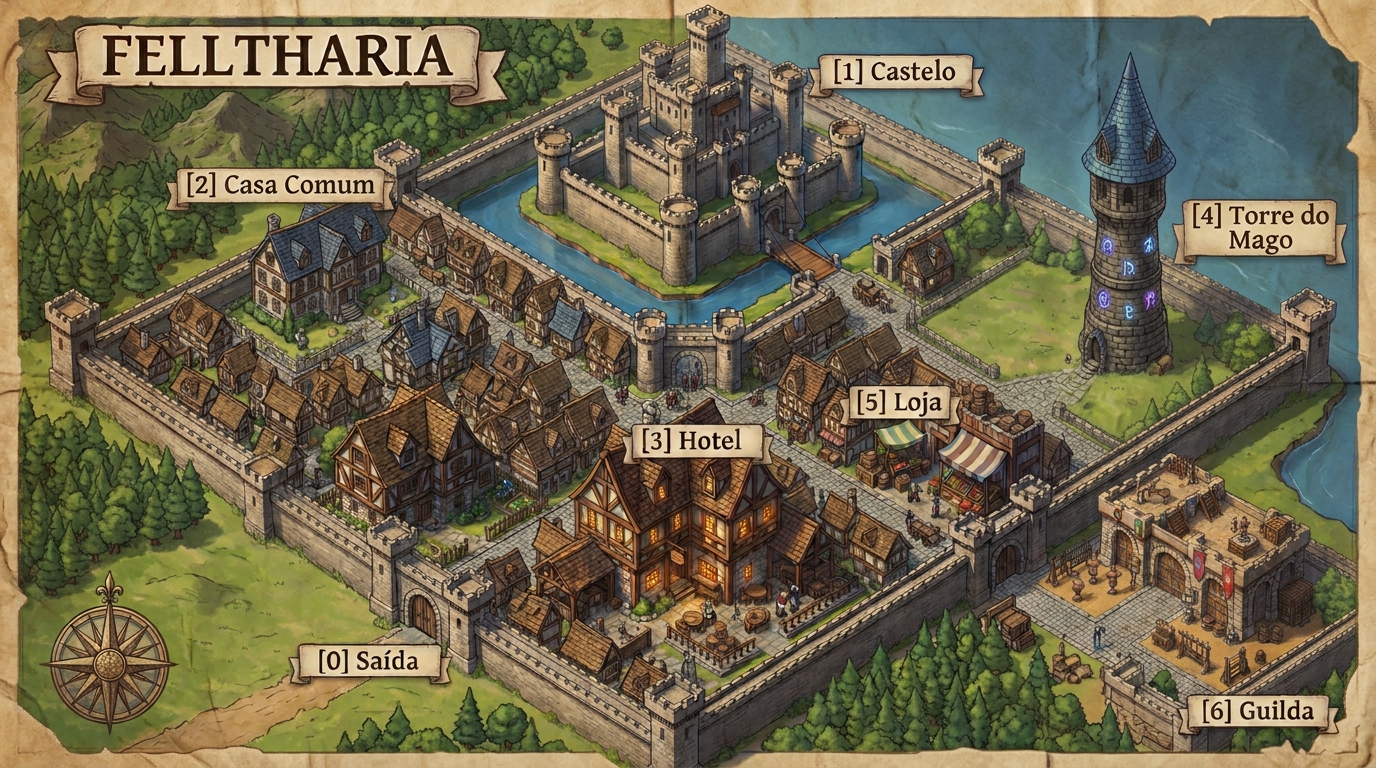 FELLTHARIA
[1] Castelo
[2] Casa Comum
[4] Torre do
Mago
[5] Loja
[3] Hotel
[0] Saída
[6] Guilda